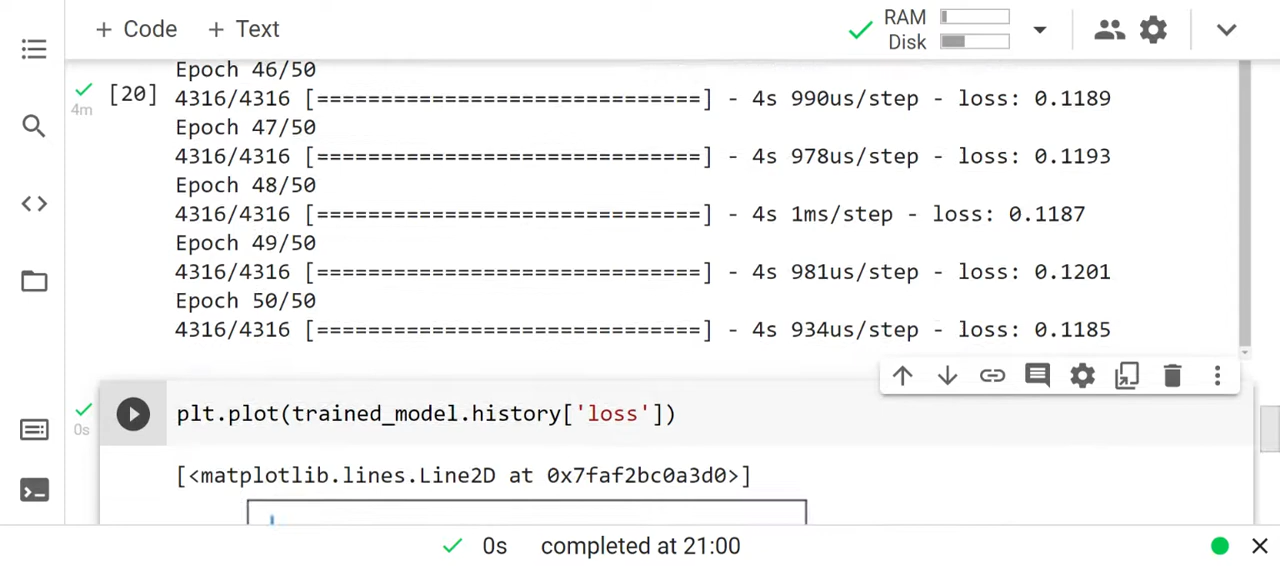 + Code + Text
RAM
Disk
Epoch 46/50
[20]
4m
4316/4316 [==============================] - 4s 990us/step - loss: 0.1189
Epoch 47/50
4316/4316 [==============================] - 4s 978us/step - loss: 0.1193
Epoch 48/50
4316/4316 [==============================] - 4s 1ms/step - loss: 0.1187
Epoch 49/50
4316/4316 [==============================] - 4s 981us/step - loss: 0.1201
Epoch 50/50
4316/4316 [==============================] - 4s 934us/step - loss: 0.1185
0s
plt.plot(trained_model.history['loss'])
[<matplotlib.lines.Line2D at 0x7faf2bc0a3d0>]
0s completed at 21:00